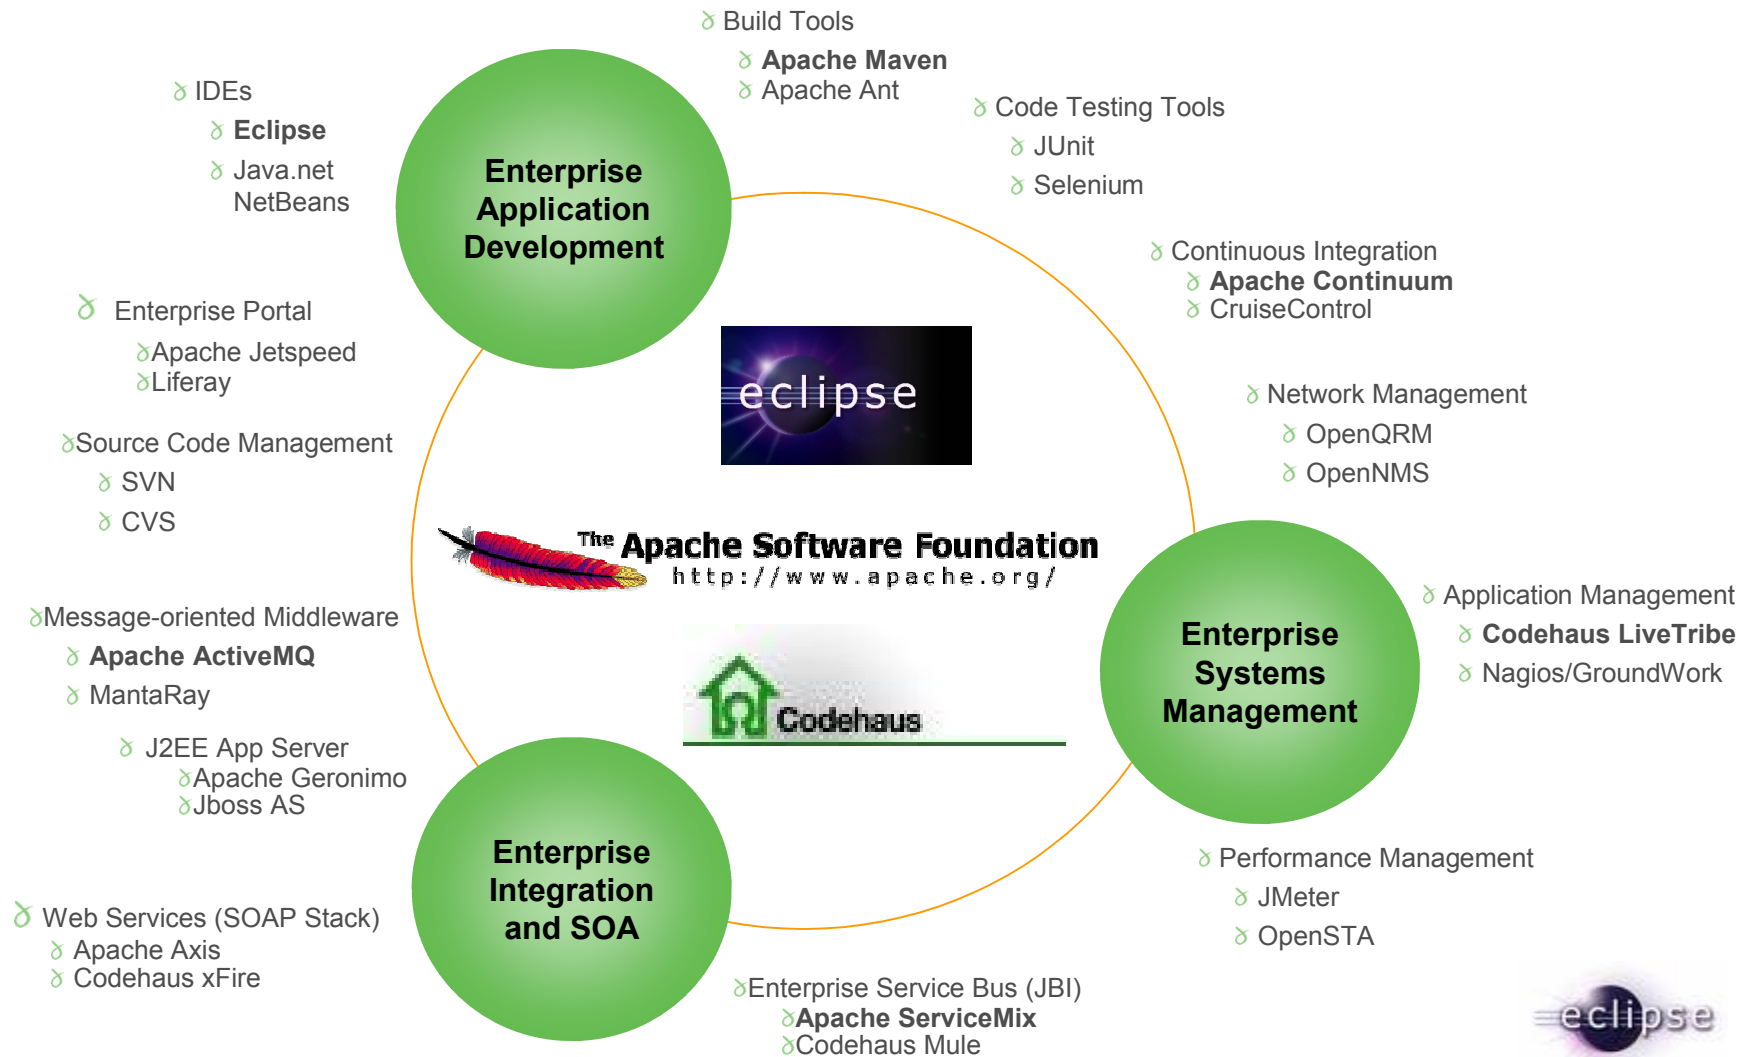 Build Tools
Apache Maven
Apache Ant
IDEs
Eclipse
Java.net
NetBeans
Code Testing Tools
JUnit
Selenium
Enterprise
Application
Development
Continuous Integration
Apache Continuum
CruiseControl
Enterprise Portal
Apache Jetspeed
Liferay
eclipse
Network Management
OpenQRM
OpenNMS
Source Code Management
SVN
CVS
The Apache Software Foundation
http://www.apache.org/
Message-oriented Middleware
Apache ActiveMQ
MantaRay
Codehaus
Enterprise
Systems
Management
Application Management
Codehaus LiveTribe
Nagios/GroundWork
J2EE App Server
Apache Geronimo
Jboss AS
Enterprise
Integration
and SOA
Performance Management
JMeter
OpenSTA
Web Services (SOAP Stack)
Apache Axis
Codehaus xFire
Enterprise Service Bus (JBI)
Apache ServiceMix
Codehaus Mule
eclipse